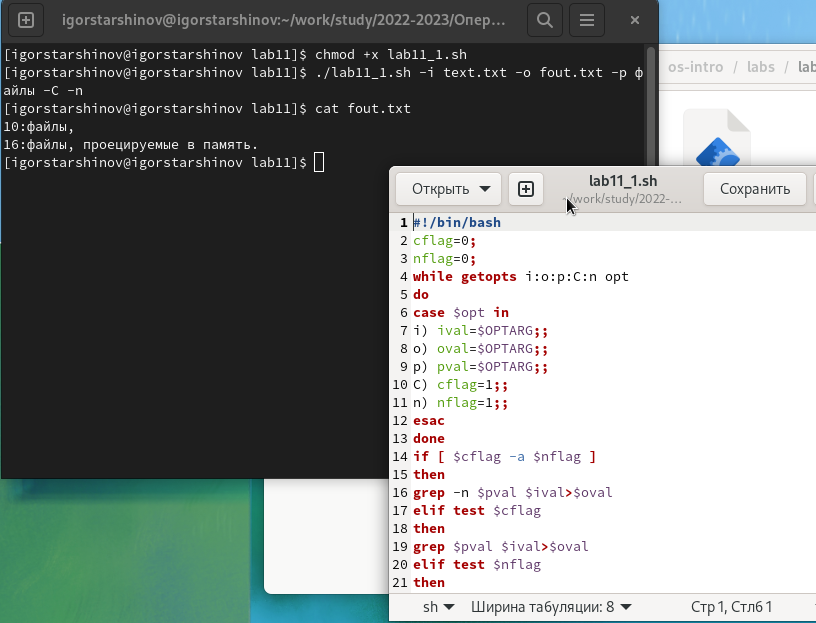 igorstarshinov@igorstarshinov:~/work/study/2022-2023/Опер...
[igorstarshinov@igorstarshinov lab11]$ chmod +x lab11_1.sh
[igorstarshinov@igorstarshinov lab11]$ ./lab11_1.sh -i text.txt -o fout.txt -p ф
айлы -C -n
[igorstarshinov@igorstarshinov lab11]$ cat fout.txt
10:файлы,
16:файлы, проецируемые в память.
[igorstarshinov@igorstarshinov lab11]$
os-intro / labs / lab
Открыть
lab11_1.sh
~/work/study/2022-...
Сохранить
1 #!/bin/bash
2 cflag=0;
3 nflag=0;
4 while getopts i:o:p:C:n opt
5 do
6 case $opt in
7 i) ival=$OPTARG;;
8 o) oval=$OPTARG;;
9 p) pval=$OPTARG;;
10 C) cflag=1;;
11 n) nflag=1;;
12 esac
13 done
14 if [ $cflag -a $nflag ]
15 then
16 grep -n $pval $ival>$oval
17 elif test $cflag
18 then
19 grep $pval $ival>$oval
20 elif test $nflag
21 then
sh Ширина табуляции: 8 Стр 1, Стлб 1